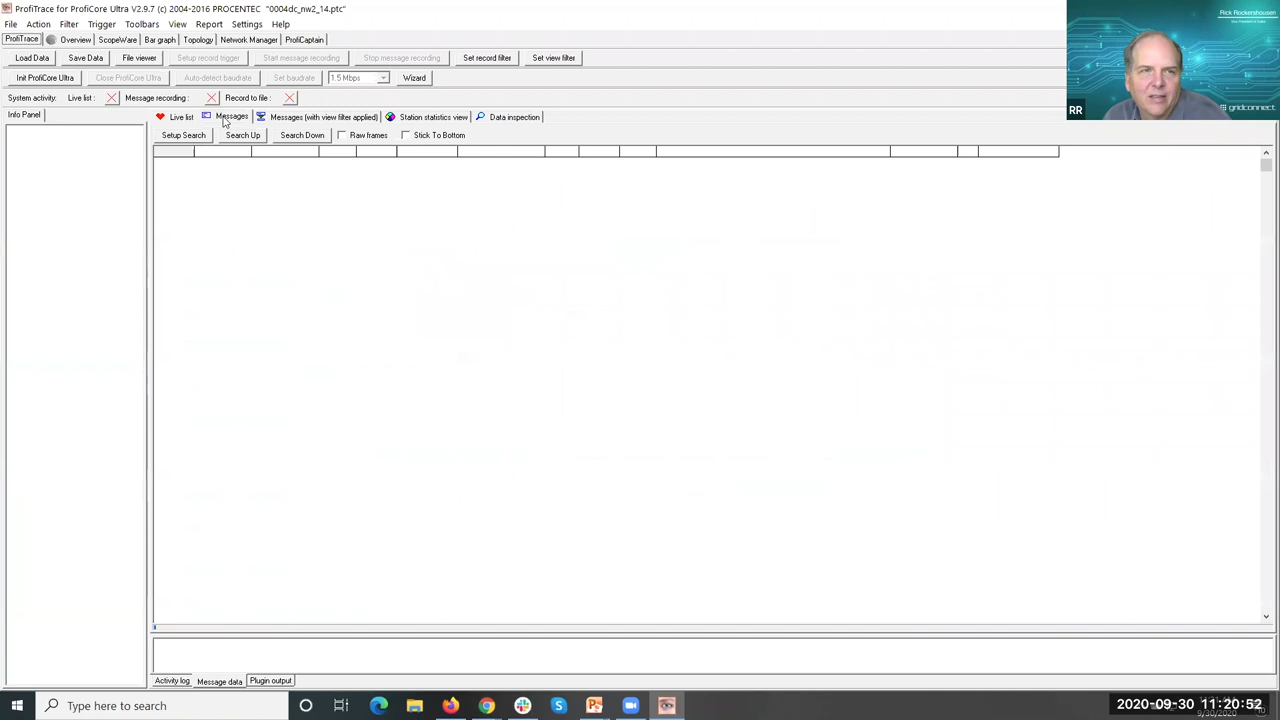 ProfiTrace for ProfiCore Ultra V2.9.7 (c) 2004-2016 PROCENTEC "0004dc_nw2_14.ptc"
File Action Filter Trigger Toolbars View Report Settings Help
ProfiTrace Overview ScopeWare Bar graph Topology Network Manager ProfiCaptain
Load Data Save Data File viewer Setup record trigger Start message recording Stop message recording Set record filter Set view filter
Init ProfiCore Ultra Close ProfiCore Ultra Auto-detect baudrate Set baudrate 1.5 Mbps Wizard
System activity: Live list : Message recording : Record to file :
Info Panel
Live list Messages Messages (with view filter applied) Station statistics view Data inspection
Setup Search Search Up Search Down Raw frames Stick To Bottom
Rick Rockershousen
gridconnect
RR
Activity log Message data Plugin output
Type here to search
2020-09-30 11:20:52
9/30/2020